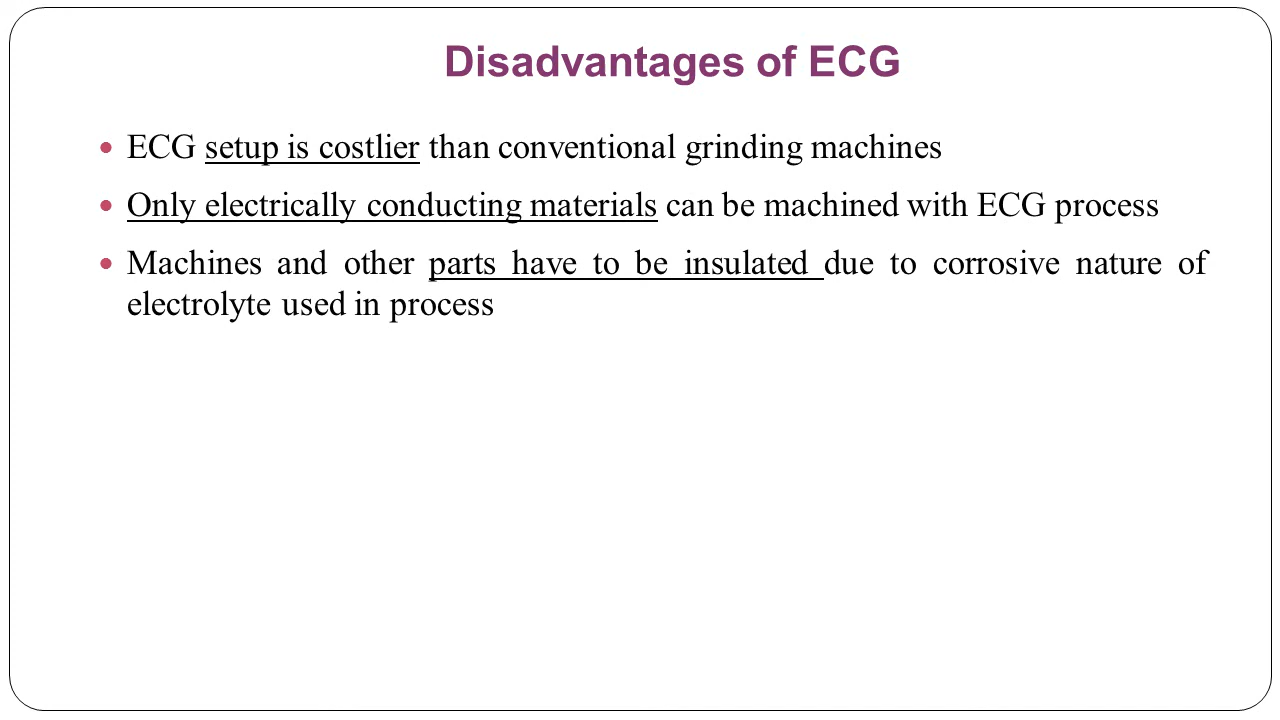 Disadvantages of ECG
• ECG setup is costlier than conventional grinding machines
• Only electrically conducting materials can be machined with ECG process
• Machines and other parts have to be insulated due to corrosive nature of
electrolyte used in process